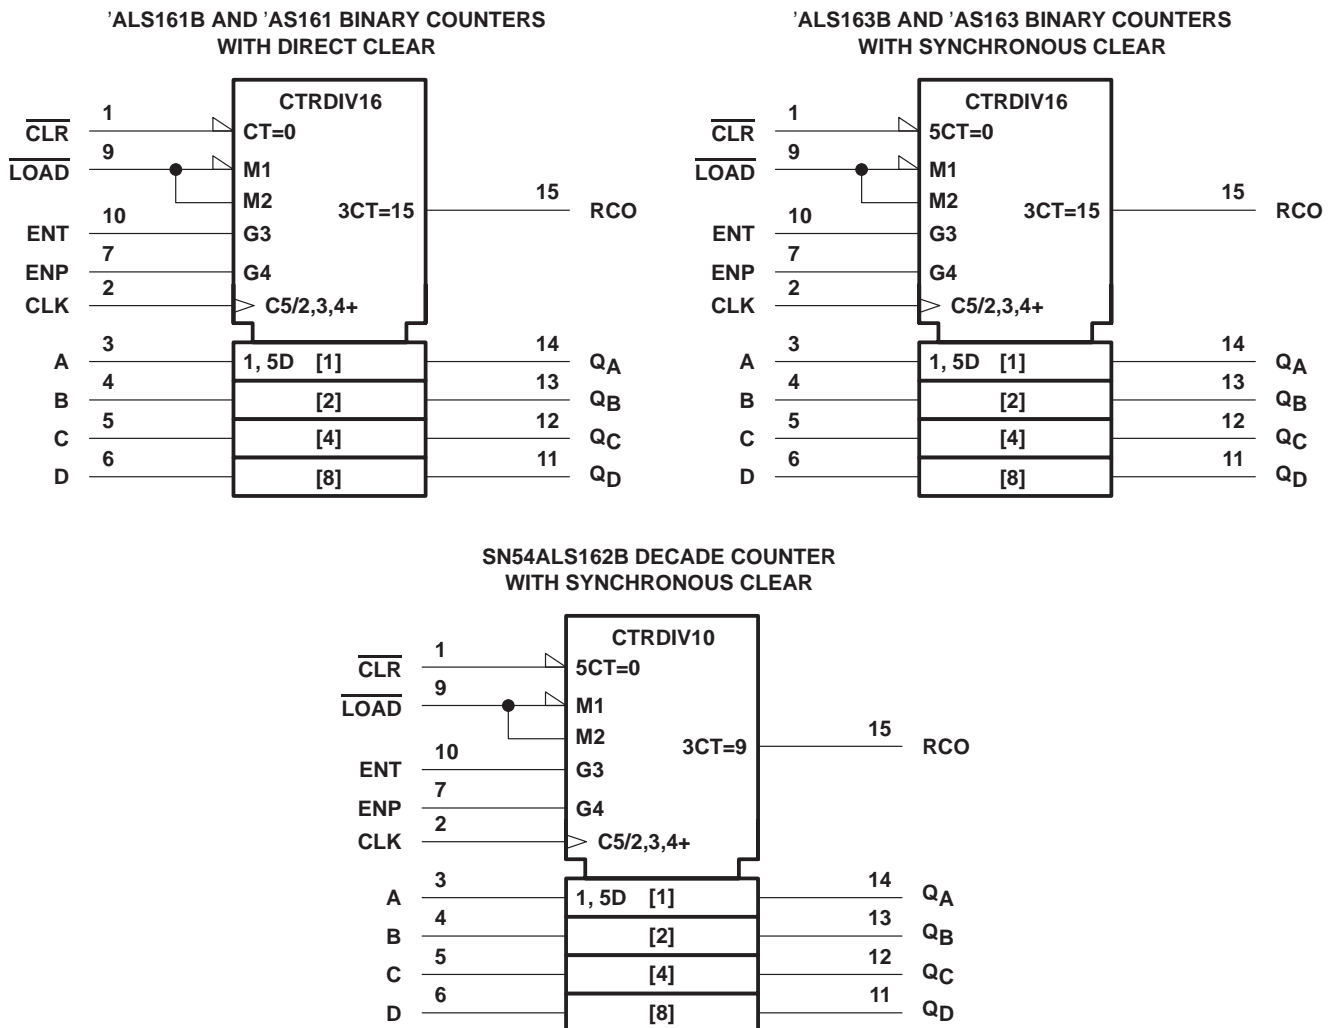 ’ALS161B AND ’AS161 BINARY COUNTERS
WITH DIRECT CLEAR
CTRDIV16
CLR 1 CT=0
LOAD 9 M1
M2
3CT=15 15 RCO
ENT 10 G3
ENP 7 G4
CLK 2 C5/2,3,4+
A 3 1, 5D [1] 14 QA
B 4 [2] 13 QB
C 5 [4] 12 QC
D 6 [8] 11 QD
’ALS163B AND ’AS163 BINARY COUNTERS
WITH SYNCHRONOUS CLEAR
CTRDIV16
CLR 1 5CT=0
LOAD 9 M1
M2
3CT=15 15 RCO
ENT 10 G3
ENP 7 G4
CLK 2 C5/2,3,4+
A 3 1, 5D [1] 14 QA
B 4 [2] 13 QB
C 5 [4] 12 QC
D 6 [8] 11 QD
SN54ALS162B DECADE COUNTER
WITH SYNCHRONOUS CLEAR
CTRDIV10
CLR 1 5CT=0
LOAD 9 M1
M2
3CT=9 15 RCO
ENT 10 G3
ENP 7 G4
CLK 2 C5/2,3,4+
A 3 1, 5D [1] 14 QA
B 4 [2] 13 QB
C 5 [4] 12 QC
D 6 [8] 11 QD